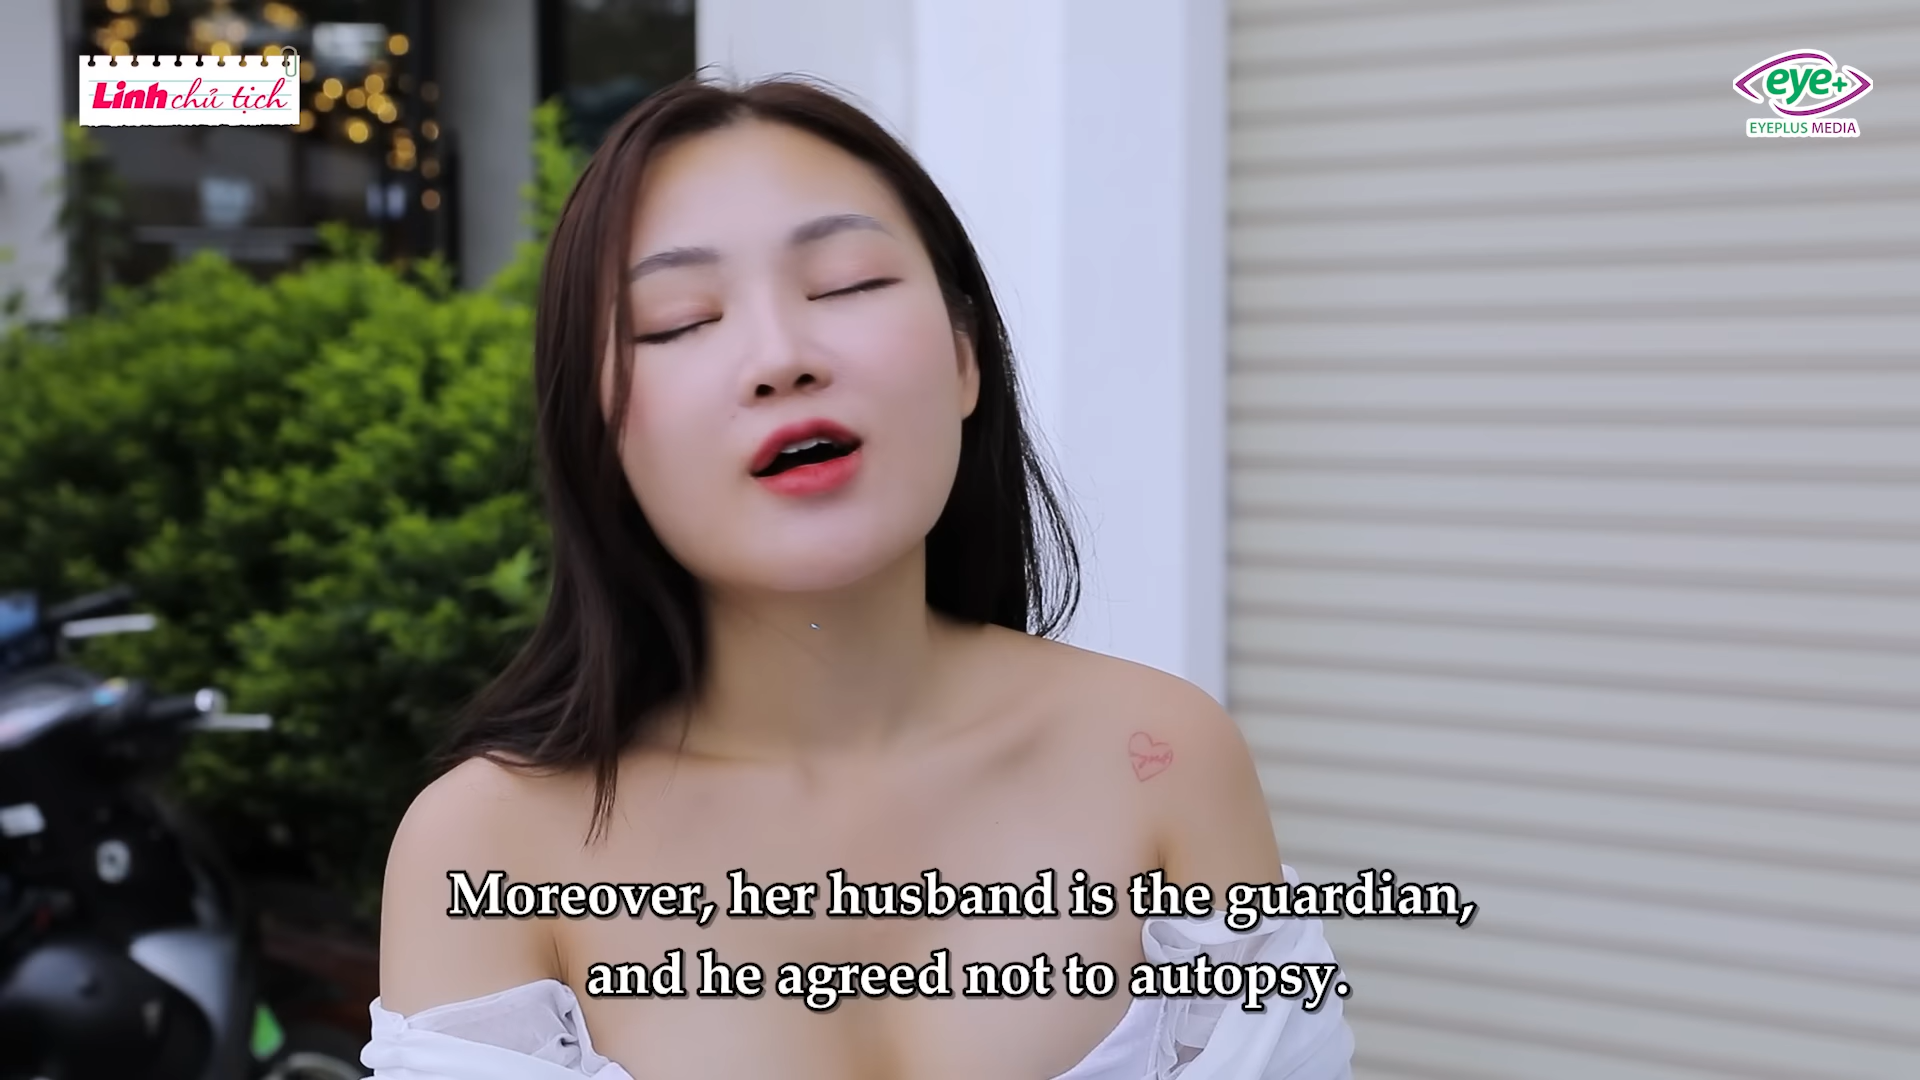 Linh chủ tịch
eye+
EYEPLUS MEDIA
Moreover, her husband is the guardian,
and he agreed not to autopsy.